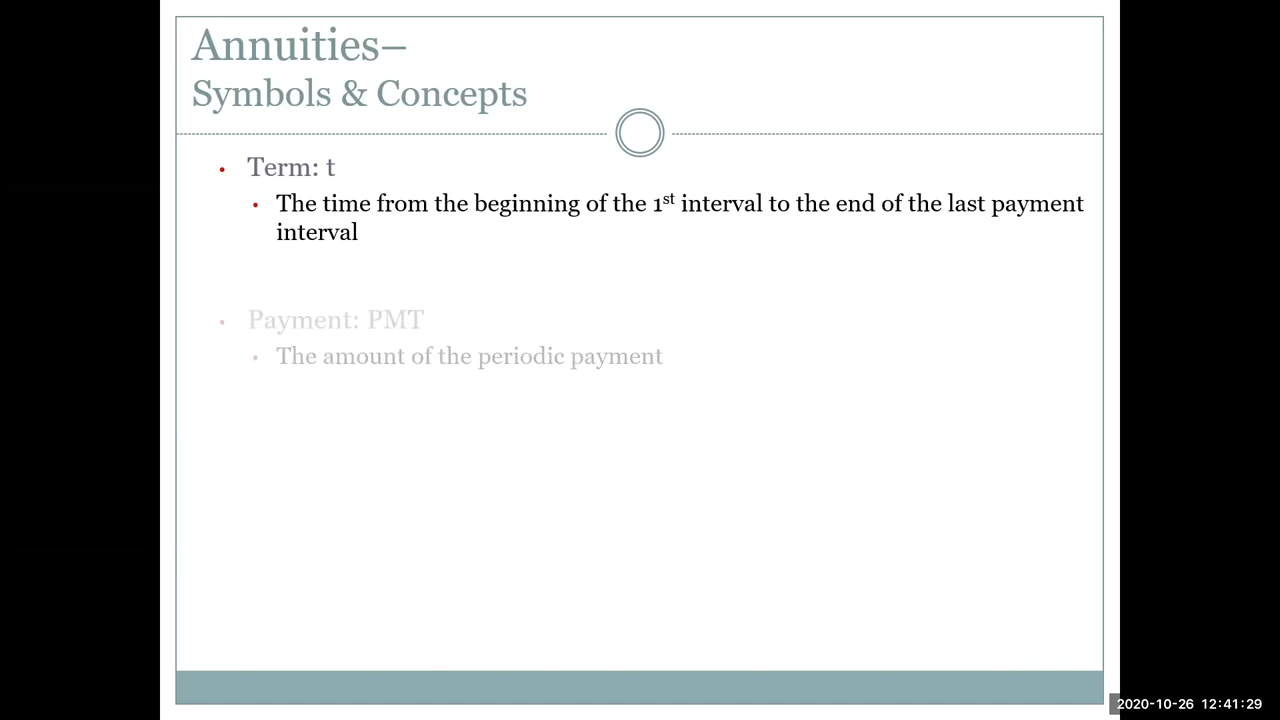 Annuities–
Symbols & Concepts
• Term: t
• The time from the beginning of the 1st interval to the end of the last payment
interval
• Payment: PMT
• The amount of the periodic payment
2020-10-26 12:41:29